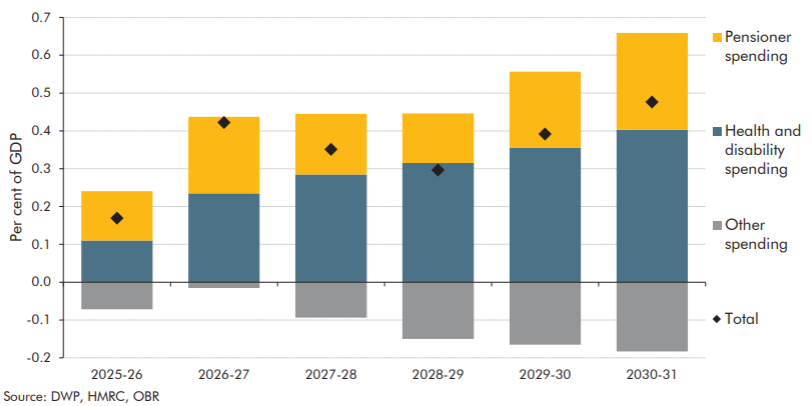 0.7
0.6
0.5
0.4
0.3
0.2
0.1
0.0
-0.1
-0.2
Per cent of GDP
2025-26 2026-27 2027-28 2028-29 2029-30 2030-31
Pensioner
spending
Health and
disability
spending
Other
spending
Total
Source: DWP, HMRC, OBR